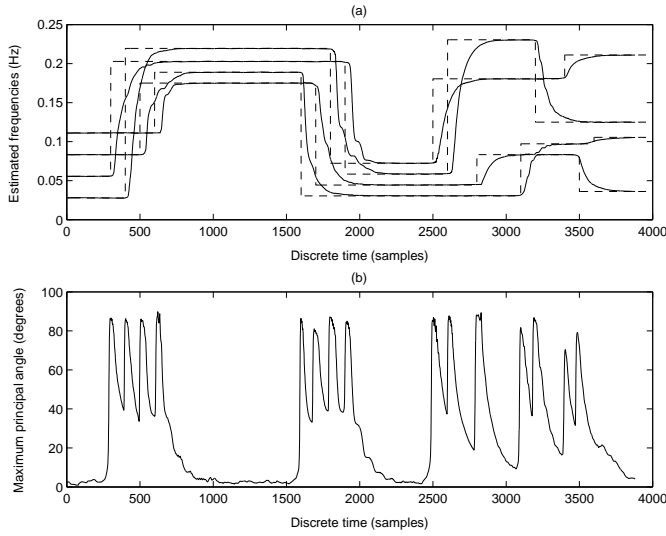 (a)
0.25
0.2
0.15
0.1
0.05
0
Estimated frequencies (Hz)
0 500 1000 1500 2000 2500 3000 3500 4000
Discrete time (samples)
(b)
100
80
60
40
20
0
Maximum principal angle (degrees)
0 500 1000 1500 2000 2500 3000 3500 4000
Discrete time (samples)